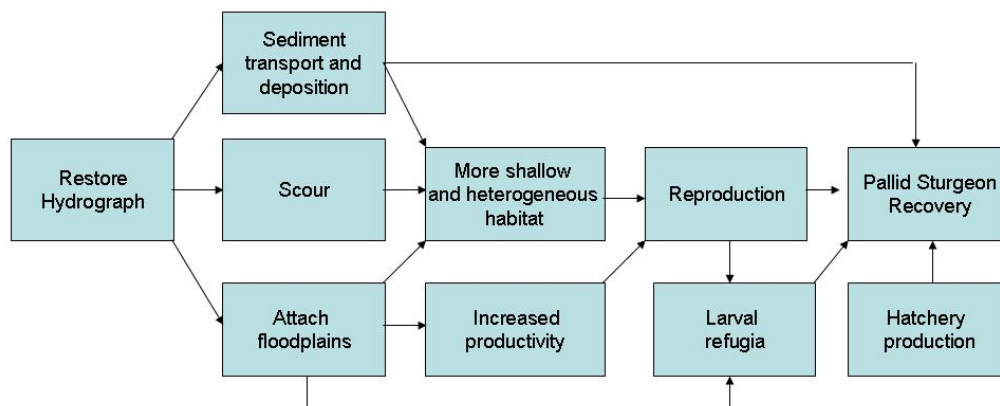 Sediment
transport and
deposition
Restore
Hydrograph
Scour
More shallow
and heterogeneous
habitat
Reproduction
Pallid Sturgeon
Recovery
Attach
floodplains
Increased
productivity
Larval
refugia
Hatchery
production